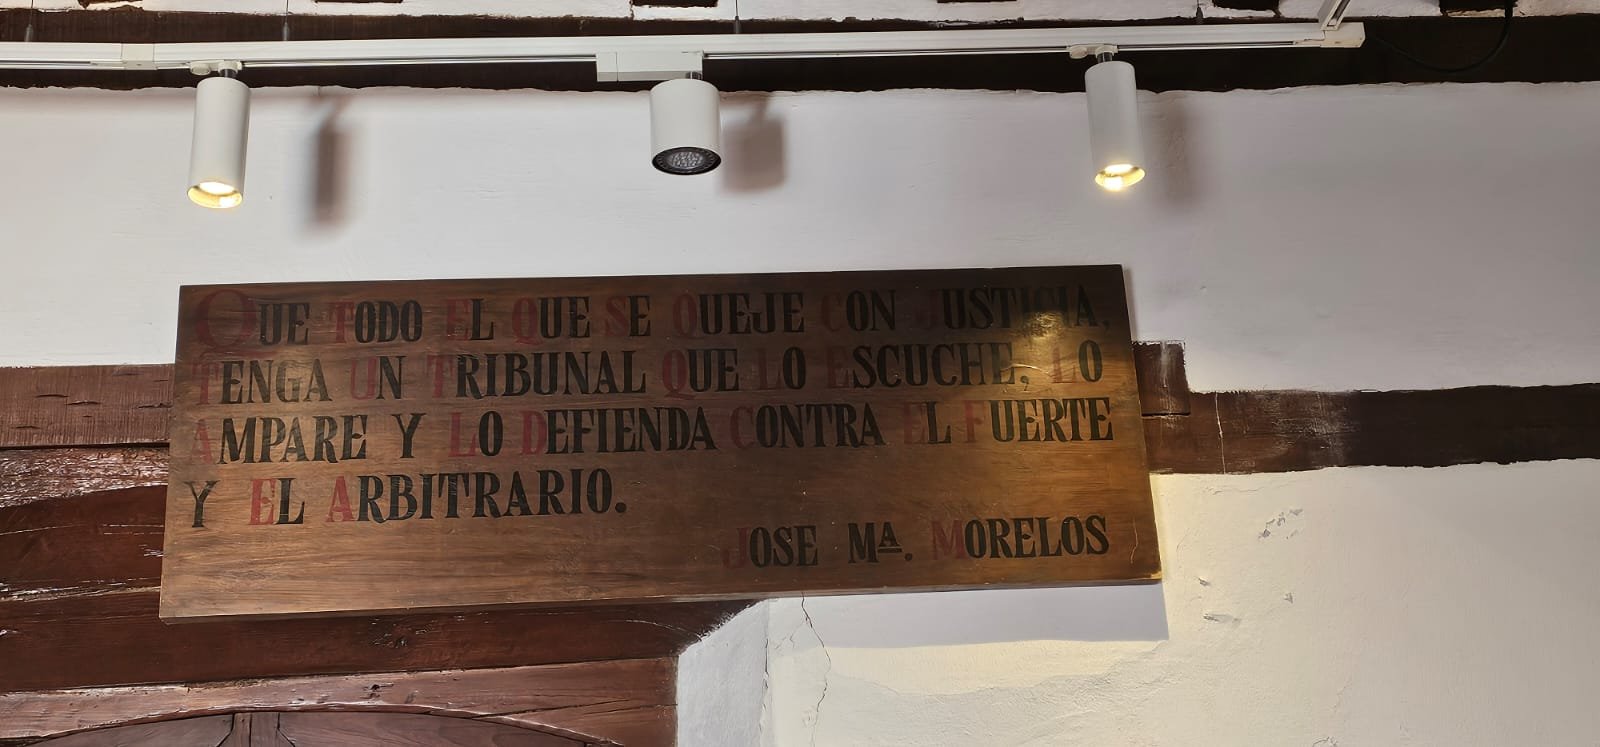 QUE TODO EL QUE SE QUEJE CON JUSTICIA,
TENGA UN TRIBUNAL QUE LO ESCUCHE, LO
AMPARE Y LO DEFIENDA CONTRA EL FUERTE
Y EL ARBITRARIO.
JOSE Mª. MORELOS